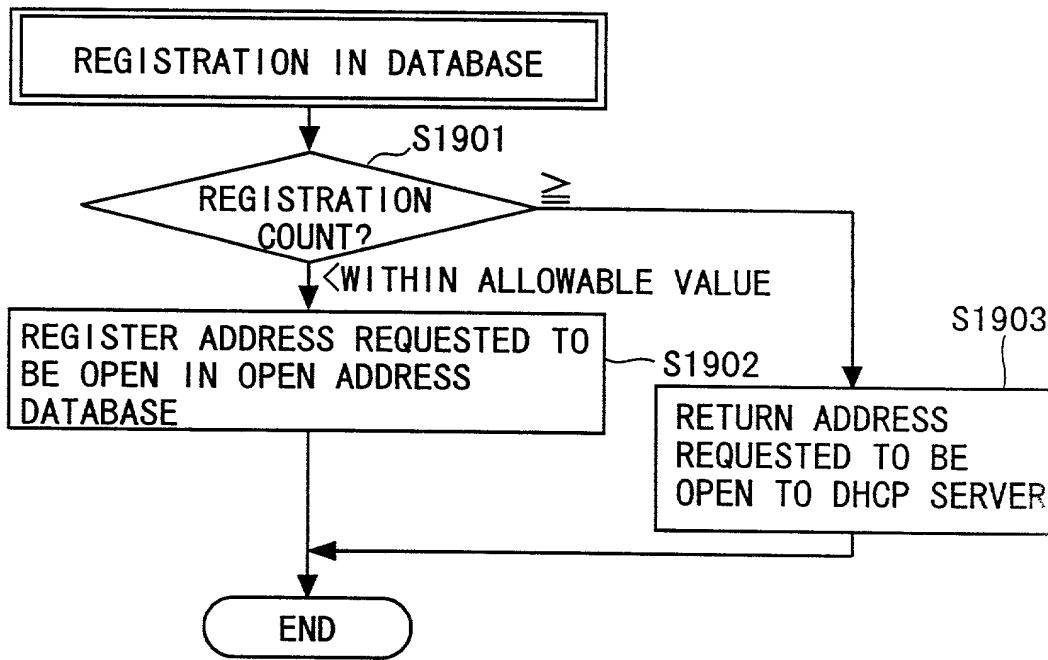 REGISTRATION IN DATABASE
S1901
REGISTRATION
COUNT?
≧
<WITHIN ALLOWABLE VALUE
REGISTER ADDRESS REQUESTED TO
BE OPEN IN OPEN ADDRESS
DATABASE
S1902
S1903
RETURN ADDRESS
REQUESTED TO BE
OPEN TO DHCP SERVER
END